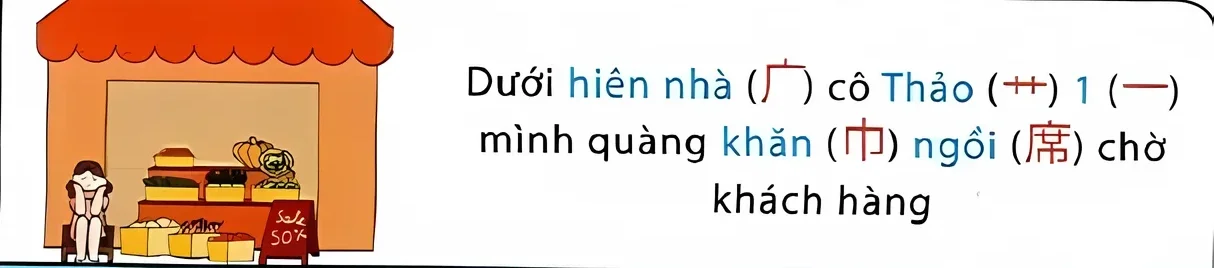 Dưới hiên nhà (广) cô Thảo (艹) 1 (一)
mình quàng khăn (巾) ngồi (席) chờ
khách hàng
Sale
50%